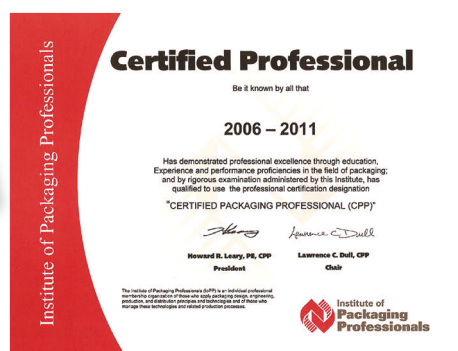 Institute of Packaging Professionals
Certified Professional
Be it known by all that
2006 – 2011
Has demonstrated professional excellence through education,
Experience and performance proficiencies in the field of packaging;
and by rigorous examination administered by this Institute, has
qualified to use the professional certification designation
"CERTIFIED PACKAGING PROFESSIONAL (CPP)"
Lawrence C. Dull
Howard R. Leary, PE, CPP
President
Lawrence C. Dull, CPP
Chair
The Institute of Packaging Professionals (IoPP) is an individual professional
membership organization of those who apply packaging design, engineering,
production, and distribution principles and technologies and of those who
manage these technologies and related production processes.
Institute of
Packaging
Professionals